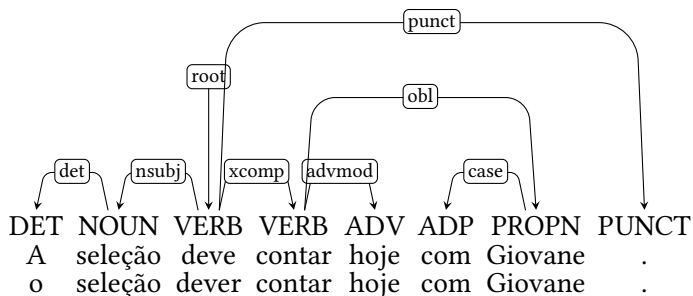 punct
root
obl
det nsubj xcomp advmod case
DET NOUN VERB VERB ADV ADP PROPN PUNCT
A seleção deve contar hoje com Giovane .
o seleção dever contar hoje com Giovane .